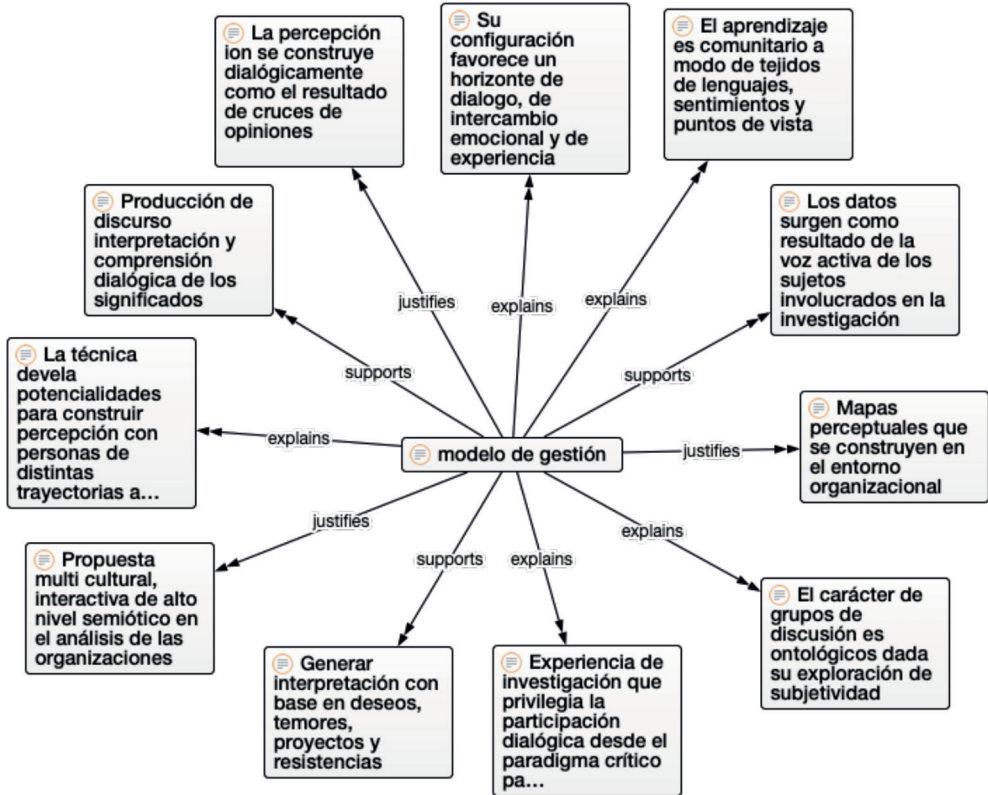 La percepción
ion se construye
dialógicamente
como el resultado
de cruces de
opiniones
Su
configuración
favorece un
horizonte de
dialogo, de
intercambio
emocional y de
experiencia
El aprendizaje
es comunitario a
modo de tejidos
de lenguajes,
sentimientos y
puntos de vista
Producción de
discurso
interpretación y
comprensión
dialógica de los
significados
Los datos
surgen como
resultado de la
voz activa de los
sujetos
involucrados en la
investigación
justifies
explains
explains
supports
supports
La técnica
devela
potencialidades
para construir
percepción con
personas de
distintas
trayectorias a...
explains
modelo de gestión
justifies
Mapas
perceptuales que
se construyen en
el entorno
organizacional
justifies
supports
explains
explains
Propuesta
multi cultural,
interactiva de alto
nivel semiótico en
el análisis de las
organizaciones
Generar
interpretación con
base en deseos,
temores,
proyectos y
resistencias
Experiencia de
investigación que
privilegia la
participación
dialógica desde el
paradigma crítico
pa...
El carácter de
grupos de
discusión es
ontológicos dada
su exploración de
subjetividad